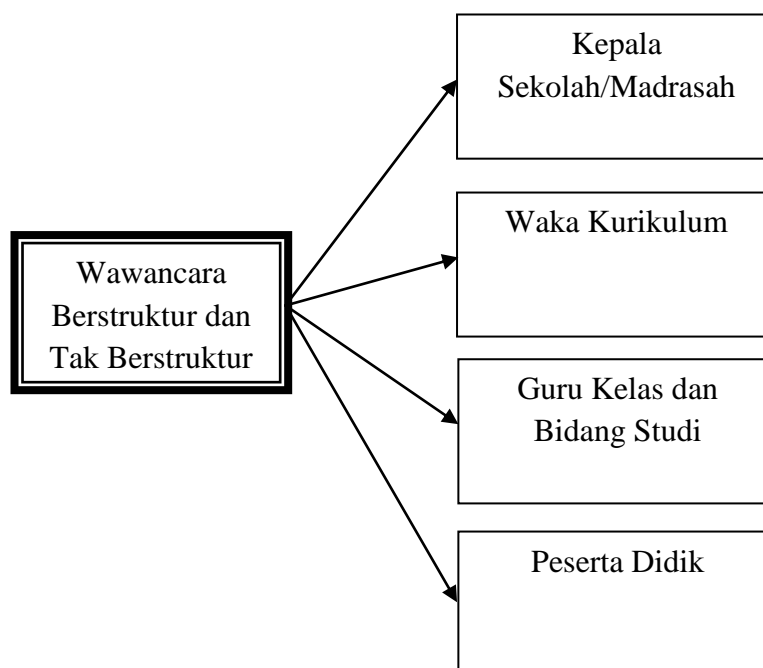 Kepala
Sekolah/Madrasah
Waka Kurikulum
Wawancara
Berstruktur dan
Tak Berstruktur
Guru Kelas dan
Bidang Studi
Peserta Didik